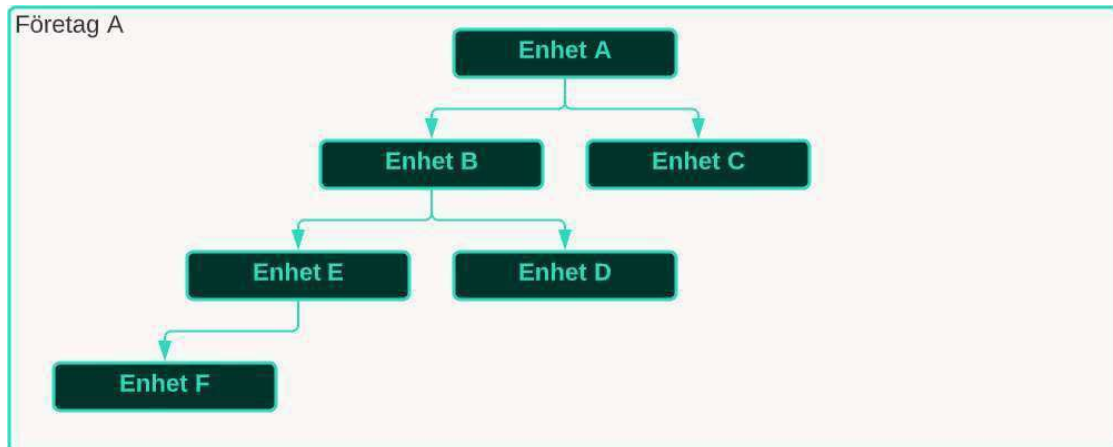 Företag A
Enhet A
Enhet B
Enhet C
Enhet E
Enhet D
Enhet F